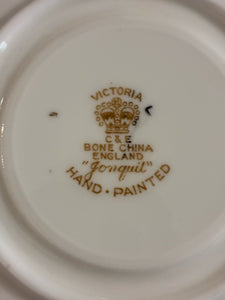 VICTORIA
C & E
BONE CHINA
ENGLAND
"Jonquil"
HAND · PAINTED